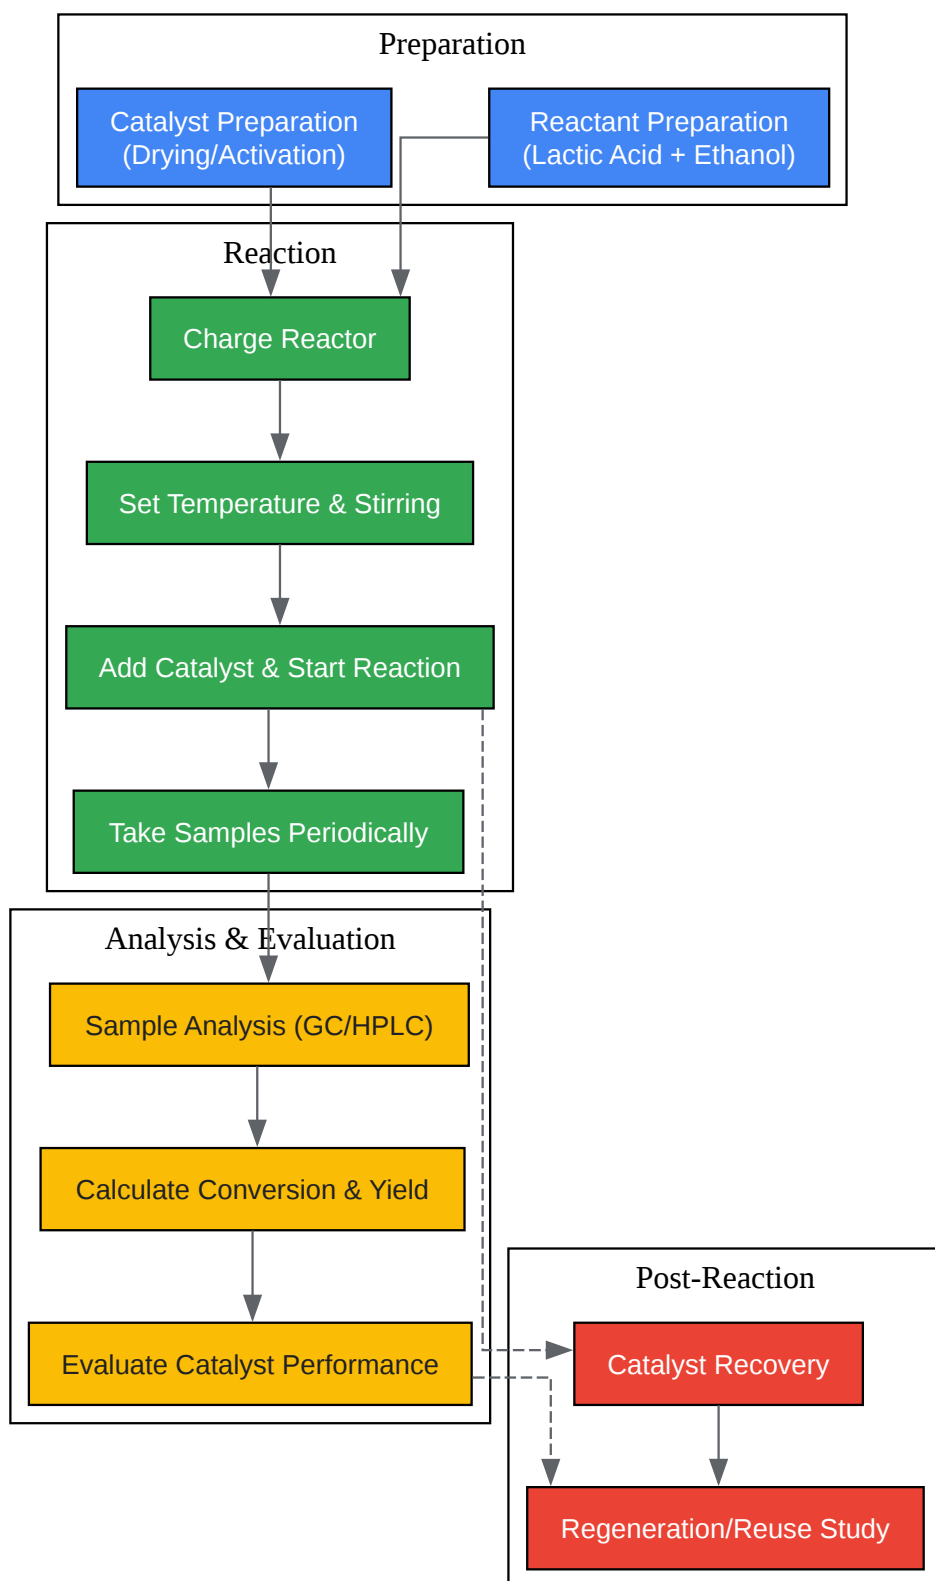 Preparation
Catalyst Preparation
(Drying/Activation)
Reactant Preparation
(Lactic Acid + Ethanol)
Reaction
Charge Reactor
Set Temperature & Stirring
Add Catalyst & Start Reaction
Take Samples Periodically
Analysis & Evaluation
Sample Analysis (GC/HPLC)
Calculate Conversion & Yield
Evaluate Catalyst Performance
Post-Reaction
Catalyst Recovery
Regeneration/Reuse Study